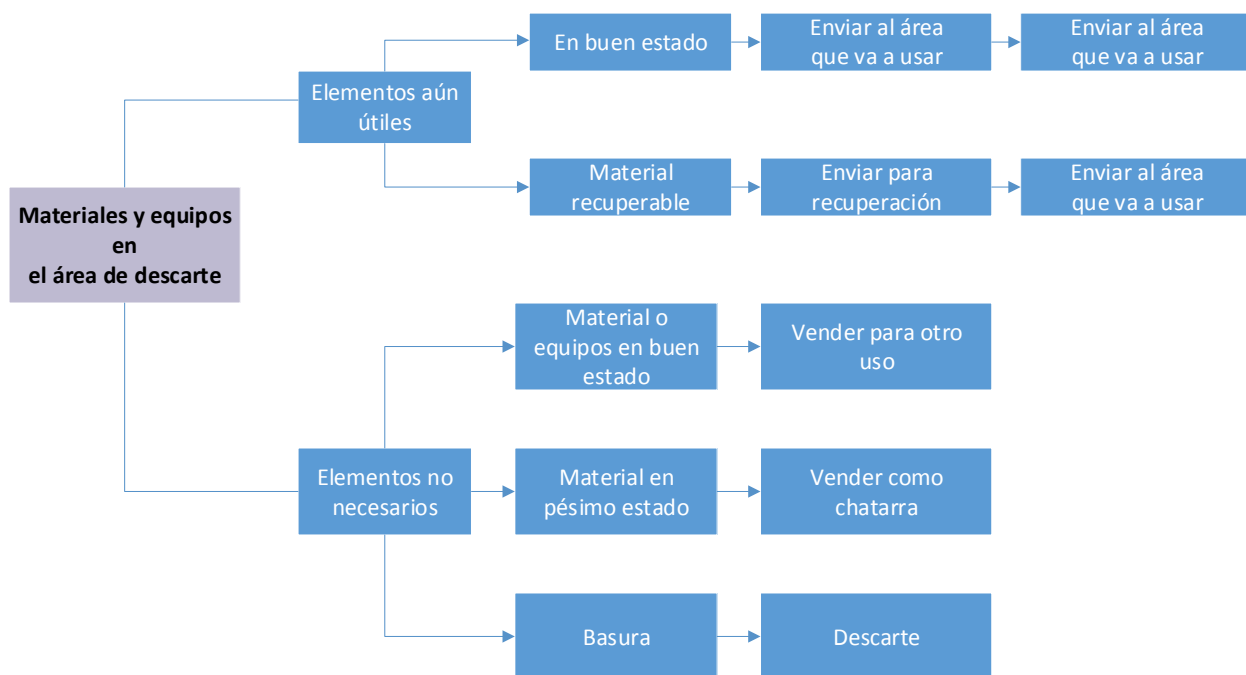 En buen estado
Enviar al área
que va a usar
Enviar al área
que va a usar
Elementos aún
útiles
Material
recuperable
Enviar para
recuperación
Enviar al área
que va a usar
Materiales y equipos
en
el área de descarte
Material o
equipos en buen
estado
Vender para otro
uso
Elementos no
necesarios
Material en
pésimo estado
Vender como
chatarra
Basura
Descarte